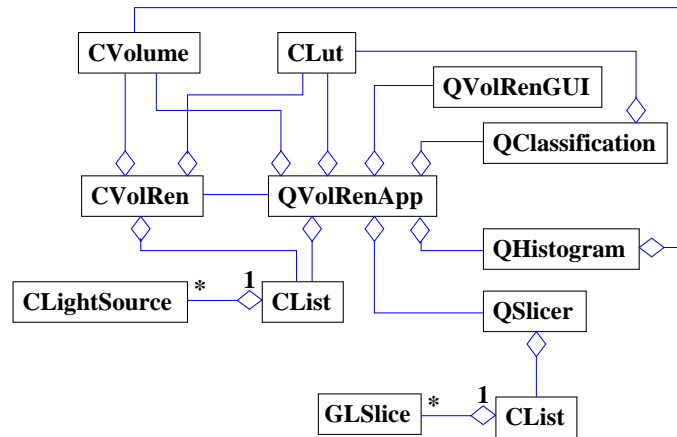 CVolume
CLut
QVolRenGUI
QClassification
CVolRen
QVolRenApp
QHistogram
CLightSource
*
1
CList
QSlicer
GLSlice
*
1
CList